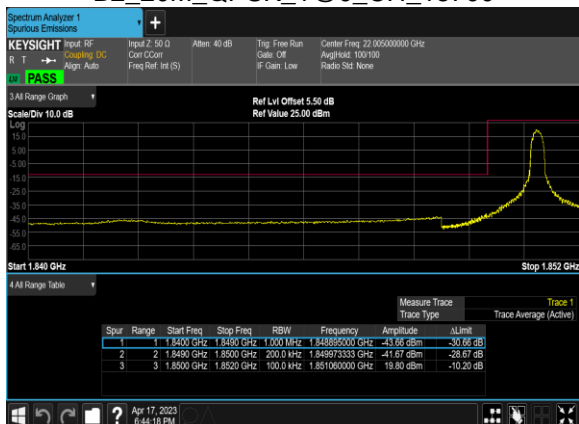 Spectrum Analyzer 1
Spurious Emissions
+
KEYSIGHT Input: RF Input Z: 50 Ω Atten: 40 dB Trig: Free Run Center Freq: 22.005000000 GHz
R T Coupling: DC Corr CCorr Gate: Off Avg|Hold: 100/100
Align: Auto Freq Ref: Int (S) IF Gain: Low Radio Std: None
PASS
3 All Range Graph
Ref Lvl Offset 5.50 dB
Scale/Div 10.0 dB Ref Value 25.00 dBm
Log
15.0
5.00
-5.00
-15.0
-25.0
-35.0
-45.0
-55.0
-65.0
Start 1.840 GHz Stop 1.852 GHz
4 All Range Table
Measure Trace Trace 1
Trace Type Trace Average (Active)
Spur Range Start Freq Stop Freq RBW Frequency Amplitude ΔLimit
1 1 1.8400 GHz 1.8490 GHz 1.000 MHz 1.848895000 GHz -43.66 dBm -30.66 dB
2 2 1.8490 GHz 1.8500 GHz 200.0 kHz 1.849973333 GHz -41.67 dBm -28.67 dB
3 3 1.8500 GHz 1.8520 GHz 100.0 kHz 1.851060000 GHz 19.80 dBm -10.20 dB
? Apr 17, 2023
6:44:18 PM